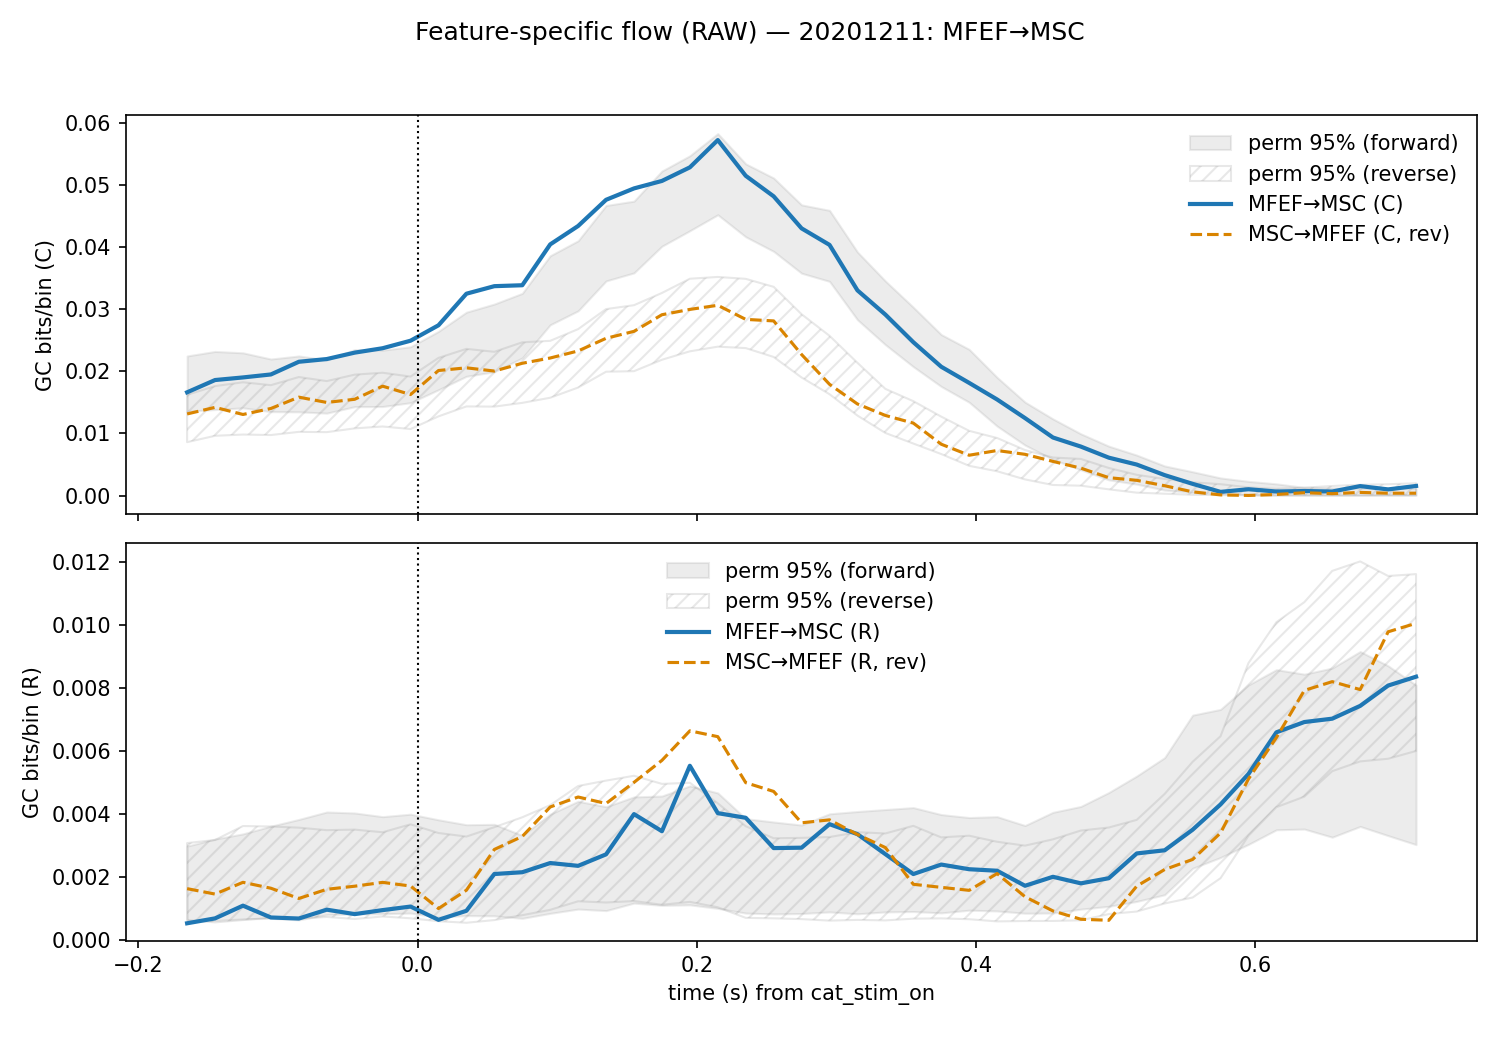 Feature-specific flow (RAW) — 20201211: MFEF→MSC
GC bits/bin (C)
0.06
0.05
0.04
0.03
0.02
0.01
0.00
perm 95% (forward)
perm 95% (reverse)
MFEF→MSC (C)
MSC→MFEF (C, rev)
GC bits/bin (R)
0.012
0.010
0.008
0.006
0.004
0.002
0.000
perm 95% (forward)
perm 95% (reverse)
MFEF→MSC (R)
MSC→MFEF (R, rev)
−0.2 0.0 0.2 0.4 0.6
time (s) from cat_stim_on